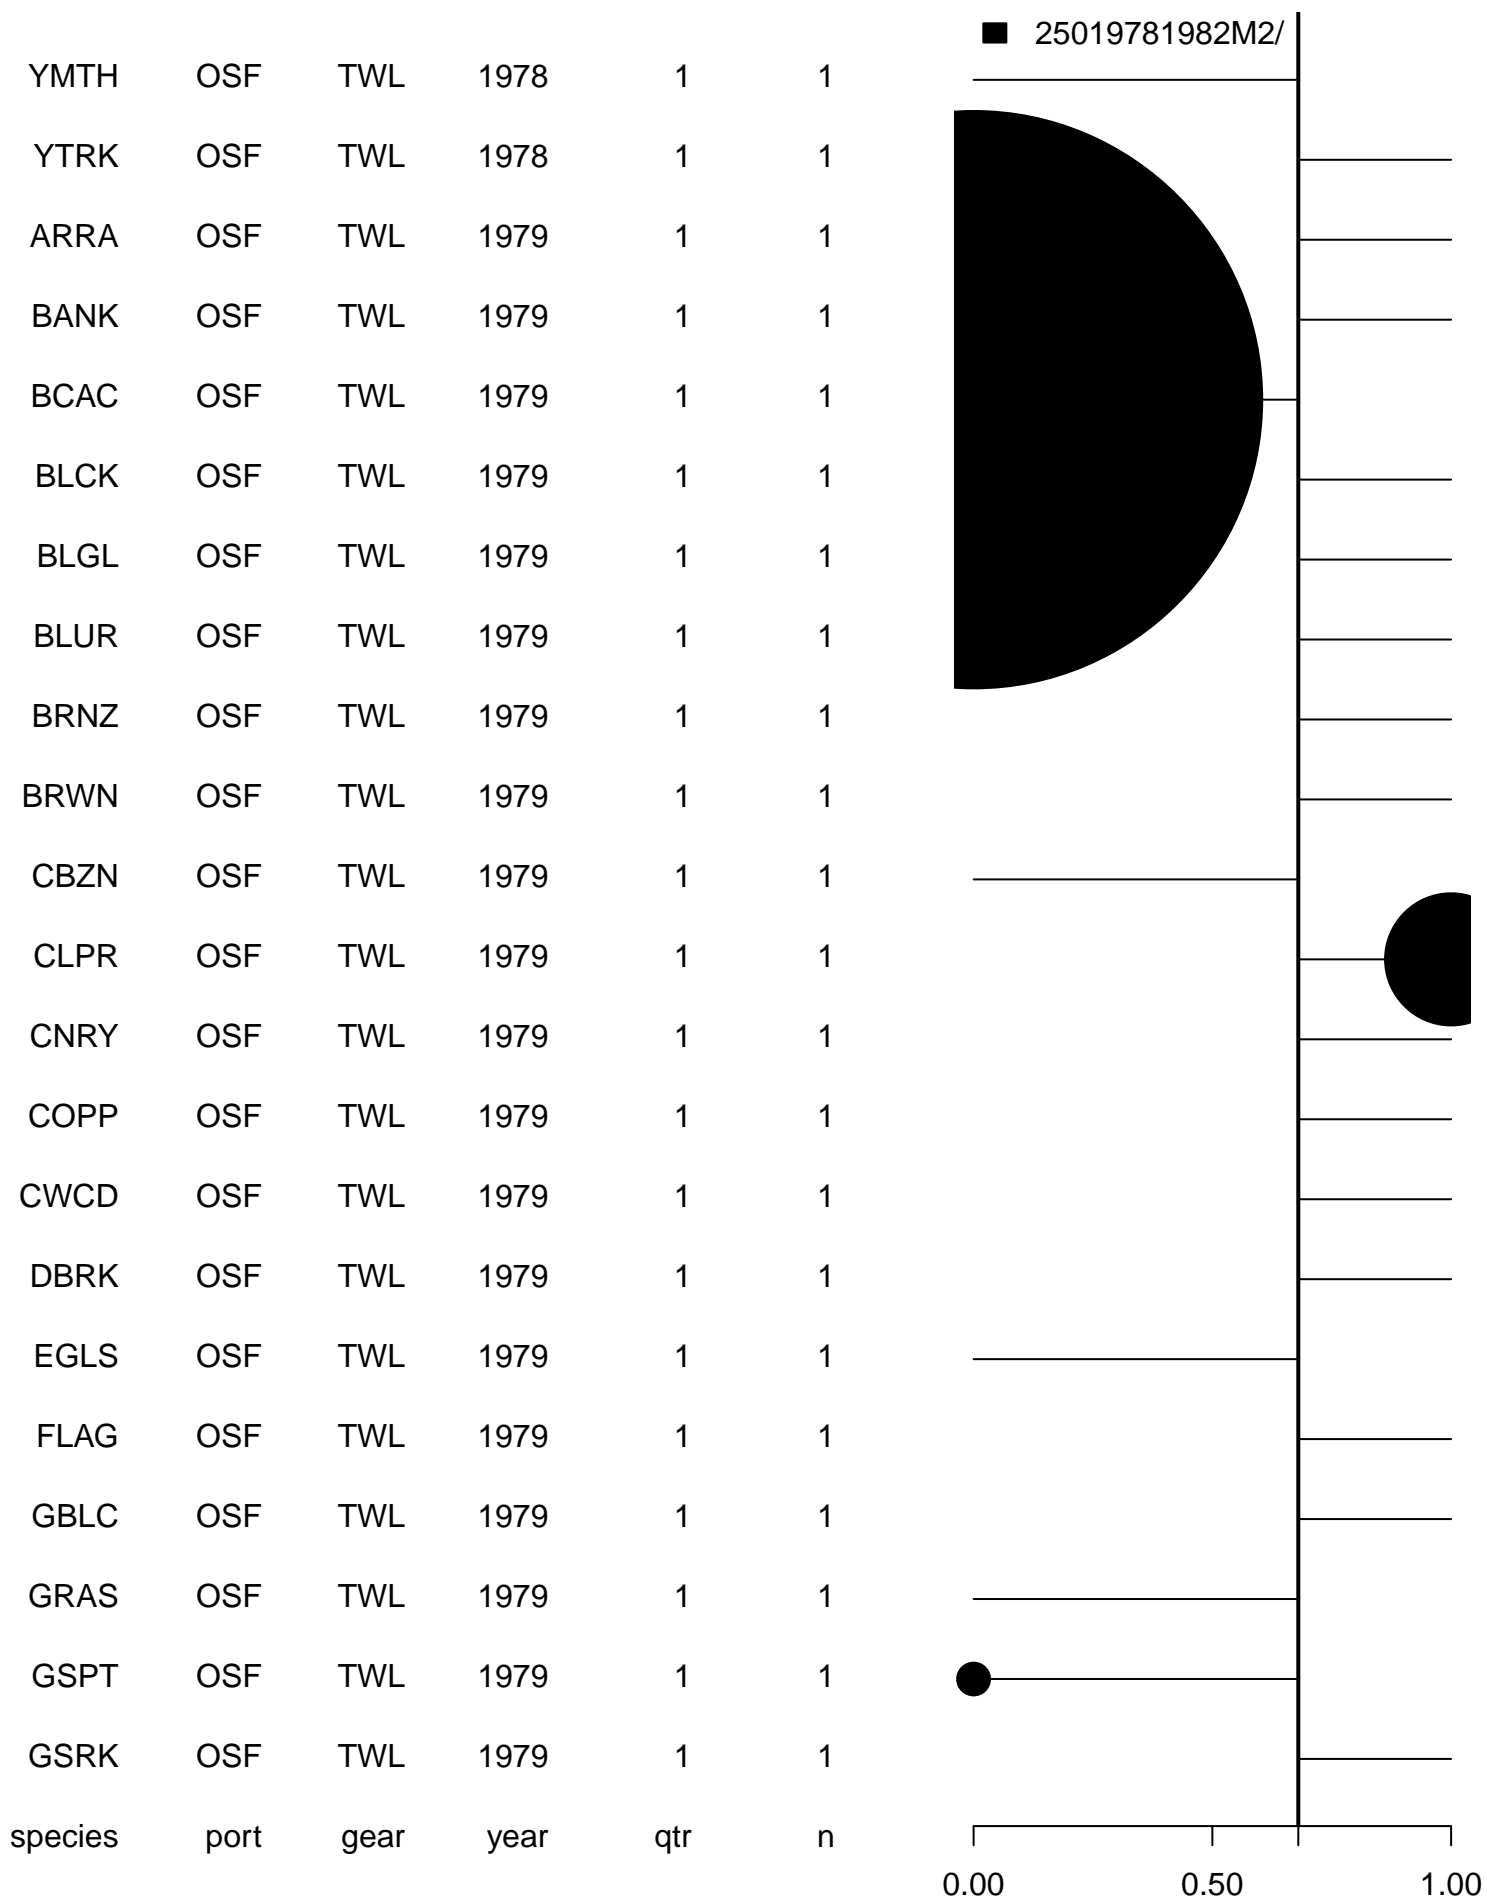 25019781982M2/
YMTH OSF TWL 1978 1 1
YTRK OSF TWL 1978 1 1
ARRA OSF TWL 1979 1 1
BANK OSF TWL 1979 1 1
BCAC OSF TWL 1979 1 1
BLCK OSF TWL 1979 1 1
BLGL OSF TWL 1979 1 1
BLUR OSF TWL 1979 1 1
BRNZ OSF TWL 1979 1 1
BRWN OSF TWL 1979 1 1
CBZN OSF TWL 1979 1 1
CLPR OSF TWL 1979 1 1
CNRY OSF TWL 1979 1 1
COPP OSF TWL 1979 1 1
CWCD OSF TWL 1979 1 1
DBRK OSF TWL 1979 1 1
EGLS OSF TWL 1979 1 1
FLAG OSF TWL 1979 1 1
GBLC OSF TWL 1979 1 1
GRAS OSF TWL 1979 1 1
GSPT OSF TWL 1979 1 1
GSRK OSF TWL 1979 1 1
species port gear year qtr n
0.00 0.50 1.00